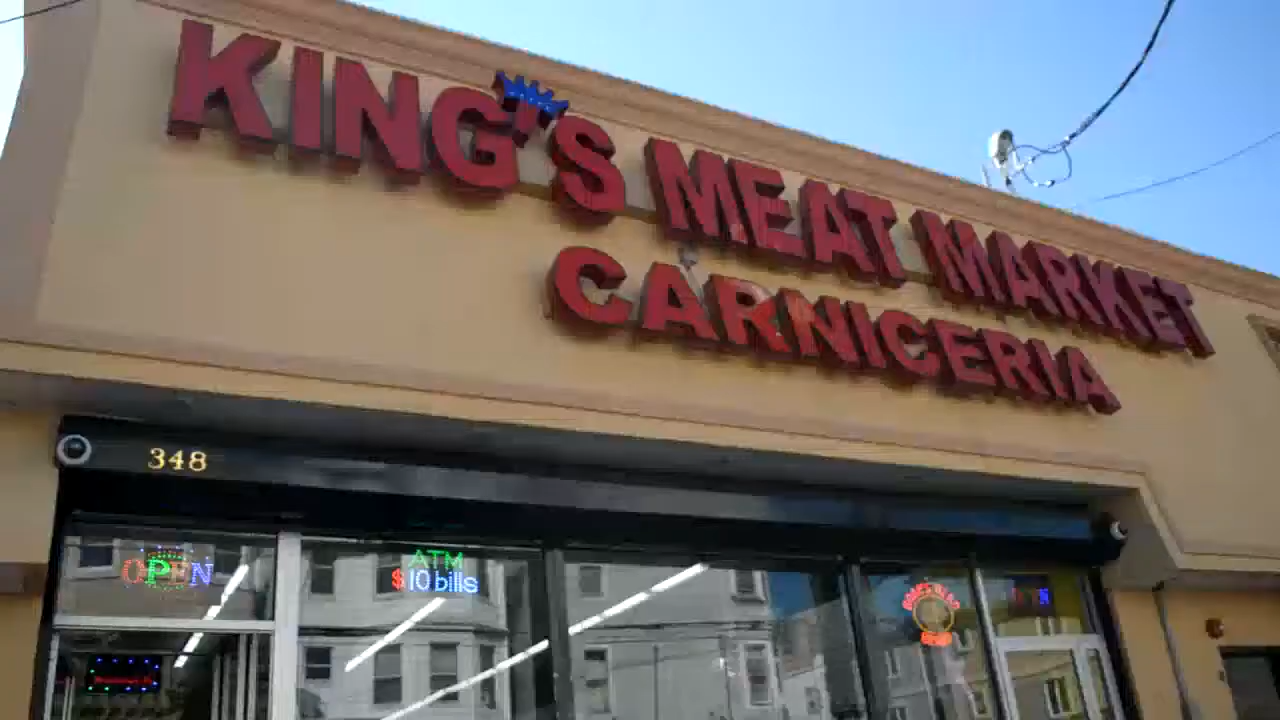 KING'S MEAT MARKET
CARNICERIA
348
OPEN
ATM
$10 bills